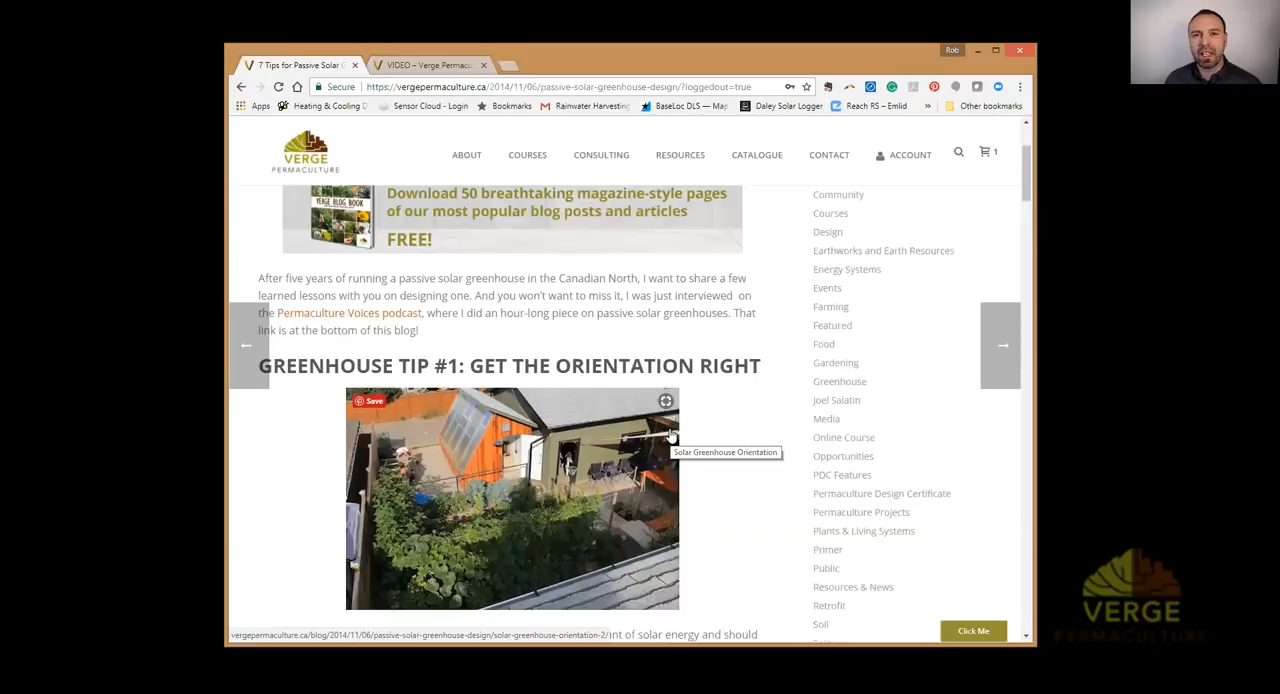 Rob
7 Tips for Passive Solar G
VIDEO – Verge Permacu
Secure
https://vergepermaculture.ca/2014/11/06/passive-solar-greenhouse-design/?loggedout=true
Apps
Heating & Cooling D
Sensor Cloud - Login
Bookmarks
Rainwater Harvesting
BaseLoc DLS — Map
Daley Solar Logger
Reach RS – Emlid
»
Other bookmarks
VERGE
PERMACULTURE
ABOUT
COURSES
CONSULTING
RESOURCES
CATALOGUE
CONTACT
ACCOUNT
1
VERGE BLOG BOOK
Download 50 breathtaking magazine-style pages
of our most popular blog posts and articles
FREE!
After five years of running a passive solar greenhouse in the Canadian North, I want to share a few
learned lessons with you on designing one. And you won't want to miss it, I was just interviewed on
the Permaculture Voices podcast, where I did an hour-long piece on passive solar greenhouses. That
link is at the bottom of this blog!
GREENHOUSE TIP #1: GET THE ORIENTATION RIGHT
Save
Solar Greenhouse Orientation
vergepermaculture.ca/blog/2014/11/06/passive-solar-greenhouse-design/solar-greenhouse-orientation-2/
int of solar energy and should
Community
Courses
Design
Earthworks and Earth Resources
Energy Systems
Events
Farming
Featured
Food
Gardening
Greenhouse
Joel Salatin
Media
Online Course
Opportunities
PDC Features
Permaculture Design Certificate
Permaculture Projects
Plants & Living Systems
Primer
Public
Resources & News
Retrofit
Soil
Click Me
VERGE
PERMACULTURE